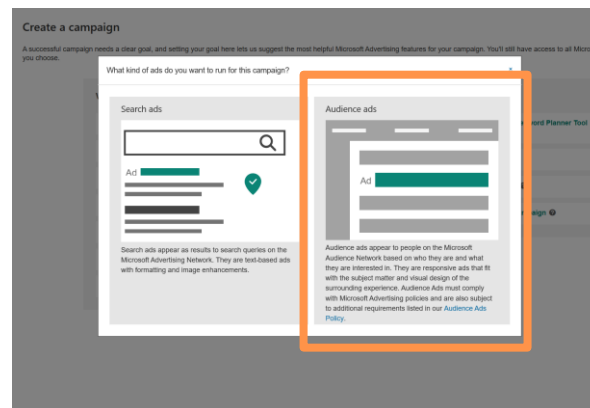 Create a campaign
A successful campaign needs a clear goal, and setting your goal here lets us suggest the most helpful Microsoft Advertising features for your campaign. You'll still have access to all Micro
you choose.
What kind of ads do you want to run for this campaign?
Search ads
Ad
Search ads appear as results to search queries on the
Microsoft Advertising Network. They are text-based ads
with formatting and image enhancements.
Audience ads
Ad
Audience ads appear to people on the Microsoft
Audience Network based on who they are and what
they are interested in. They are responsive ads that fit
with the subject matter and visual design of the
surrounding experience. Audience Ads must comply
with Microsoft Advertising policies and are also subject
to additional requirements listed in our Audience Ads
Policy.
word Planner Tool
paign